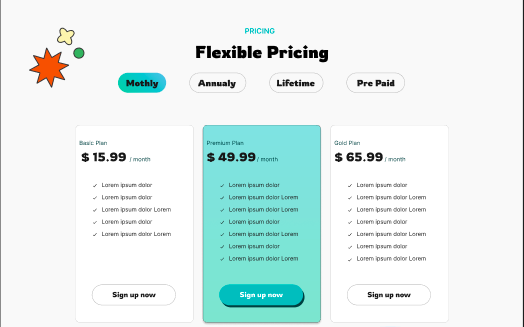 PRICING
Flexible Pricing
Mothly
Annualy
Lifetime
Pre Paid
Basic Plan
$ 15.99 / month
Lorem ipsum dolor
Lorem ipsum dolor
Lorem ipsum dolor Lorem
Lorem ipsum dolor
Lorem ipsum dolor Lorem
Sign up now
Premium Plan
$ 49.99 / month
Lorem ipsum dolor
Lorem ipsum dolor Lorem
Lorem ipsum dolor Lorem
Lorem ipsum dolor
Lorem ipsum dolor Lorem
Lorem ipsum dolor
Lorem ipsum dolor Lorem
Sign up now
Gold Plan
$ 65.99 / month
Lorem ipsum dolor
Lorem ipsum dolor Lorem
Lorem ipsum dolor Lorem
Lorem ipsum dolor
Lorem ipsum dolor Lorem
Lorem ipsum dolor
Lorem ipsum dolor Lorem
Sign up now